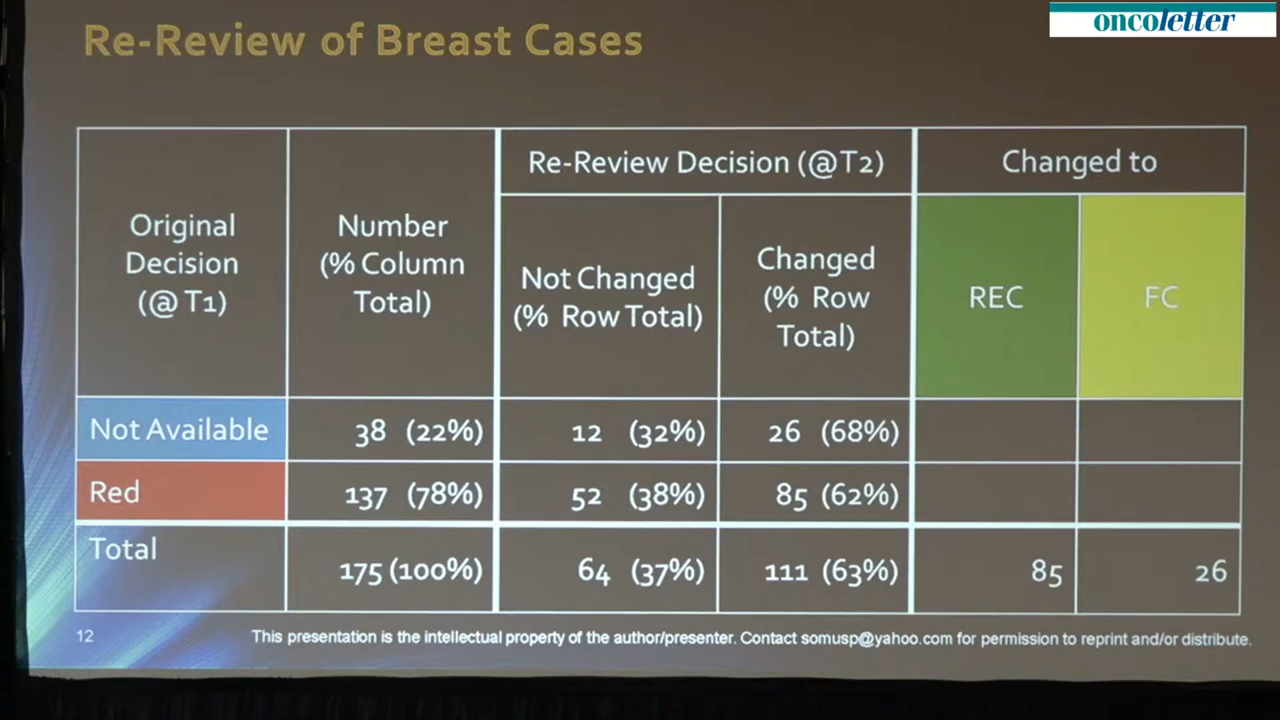 oncoletter
Re-Review of Breast Cases
Original
Decision
(@ T1)
Number
(% Column
Total)
Re-Review Decision (@T2)
Not Changed
(% Row Total)
Changed
(% Row
Total)
Changed to
REC
FC
Not Available 38 (22%) 12 (32%) 26 (68%)
Red 137 (78%) 52 (38%) 85 (62%)
Total 175 (100%) 64 (37%) 111 (63%) 85 26
12 This presentation is the intellectual property of the author/presenter. Contact somusp@yahoo.com for permission to reprint and/or distribute.